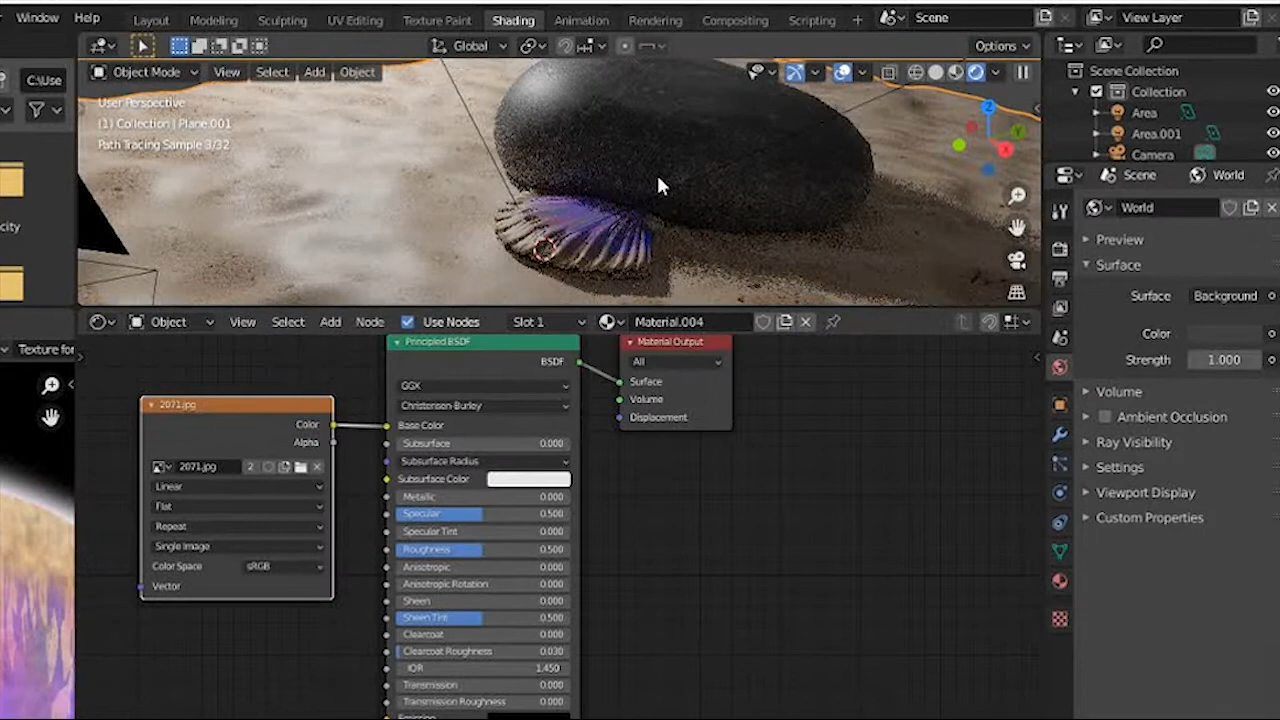 Window Help Layout Modeling Sculpting UV Editing Texture Paint Shading Animation Rendering Compositing Scripting + Scene View Layer
Global Options
C:\Use Object Mode View Select Add Object Scene Collection
User Perspective Collection
(1) Collection | Plane.001 Area
Path Tracing Sample 3/32 Area.001
Camera
Scene World
World
city
Preview
Surface
Surface Background
Object View Select Add Node Use Nodes Slot 1 Material.004
Color
Texture for Principled BSDF Material Output
Strength 1.000
BSDF All
Surface
GGX Volume
Volume
2071.jpg Christensen-Burley Displacement
Ambient Occlusion
Color Base Color
Alpha Subsurface 0.000
Ray Visibility
2071.jpg 2 Subsurface Radius
Settings
Linear Subsurface Color
Viewport Display
Flat Metallic 0.000
Specular 0.500
Custom Properties
Repeat Specular Tint 0.000
Single Image Roughness 0.500
Color Space sRGB Anisotropic 0.000
Vector Anisotropic Rotation 0.000
Sheen 0.000
Sheen Tint 0.500
Clearcoat 0.000
Clearcoat Roughness 0.030
IOR 1.450
Transmission 0.000
Transmission Roughness 0.000
Emission